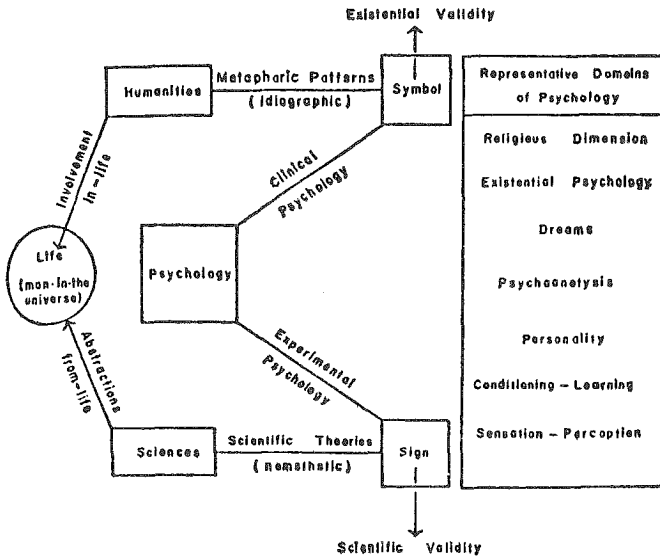 Existential Validity
Humanities
Metapharic Patterns
(idiographic)
Symbol
Representative Domains
of Psychology
Involvement
in-life
Clinical
Psychology
Religious Dimension
Existential Psychology
Dreams
Life
(man-in-the
universe)
Psychology
Psychoanetysis
Personality
Abstractions
from-life
Experimental
Psychology
Conditioning - Learning
Sensation - Perception
Sciences
Scientific Theories
(nomothetic)
Sign
Scientific Validity